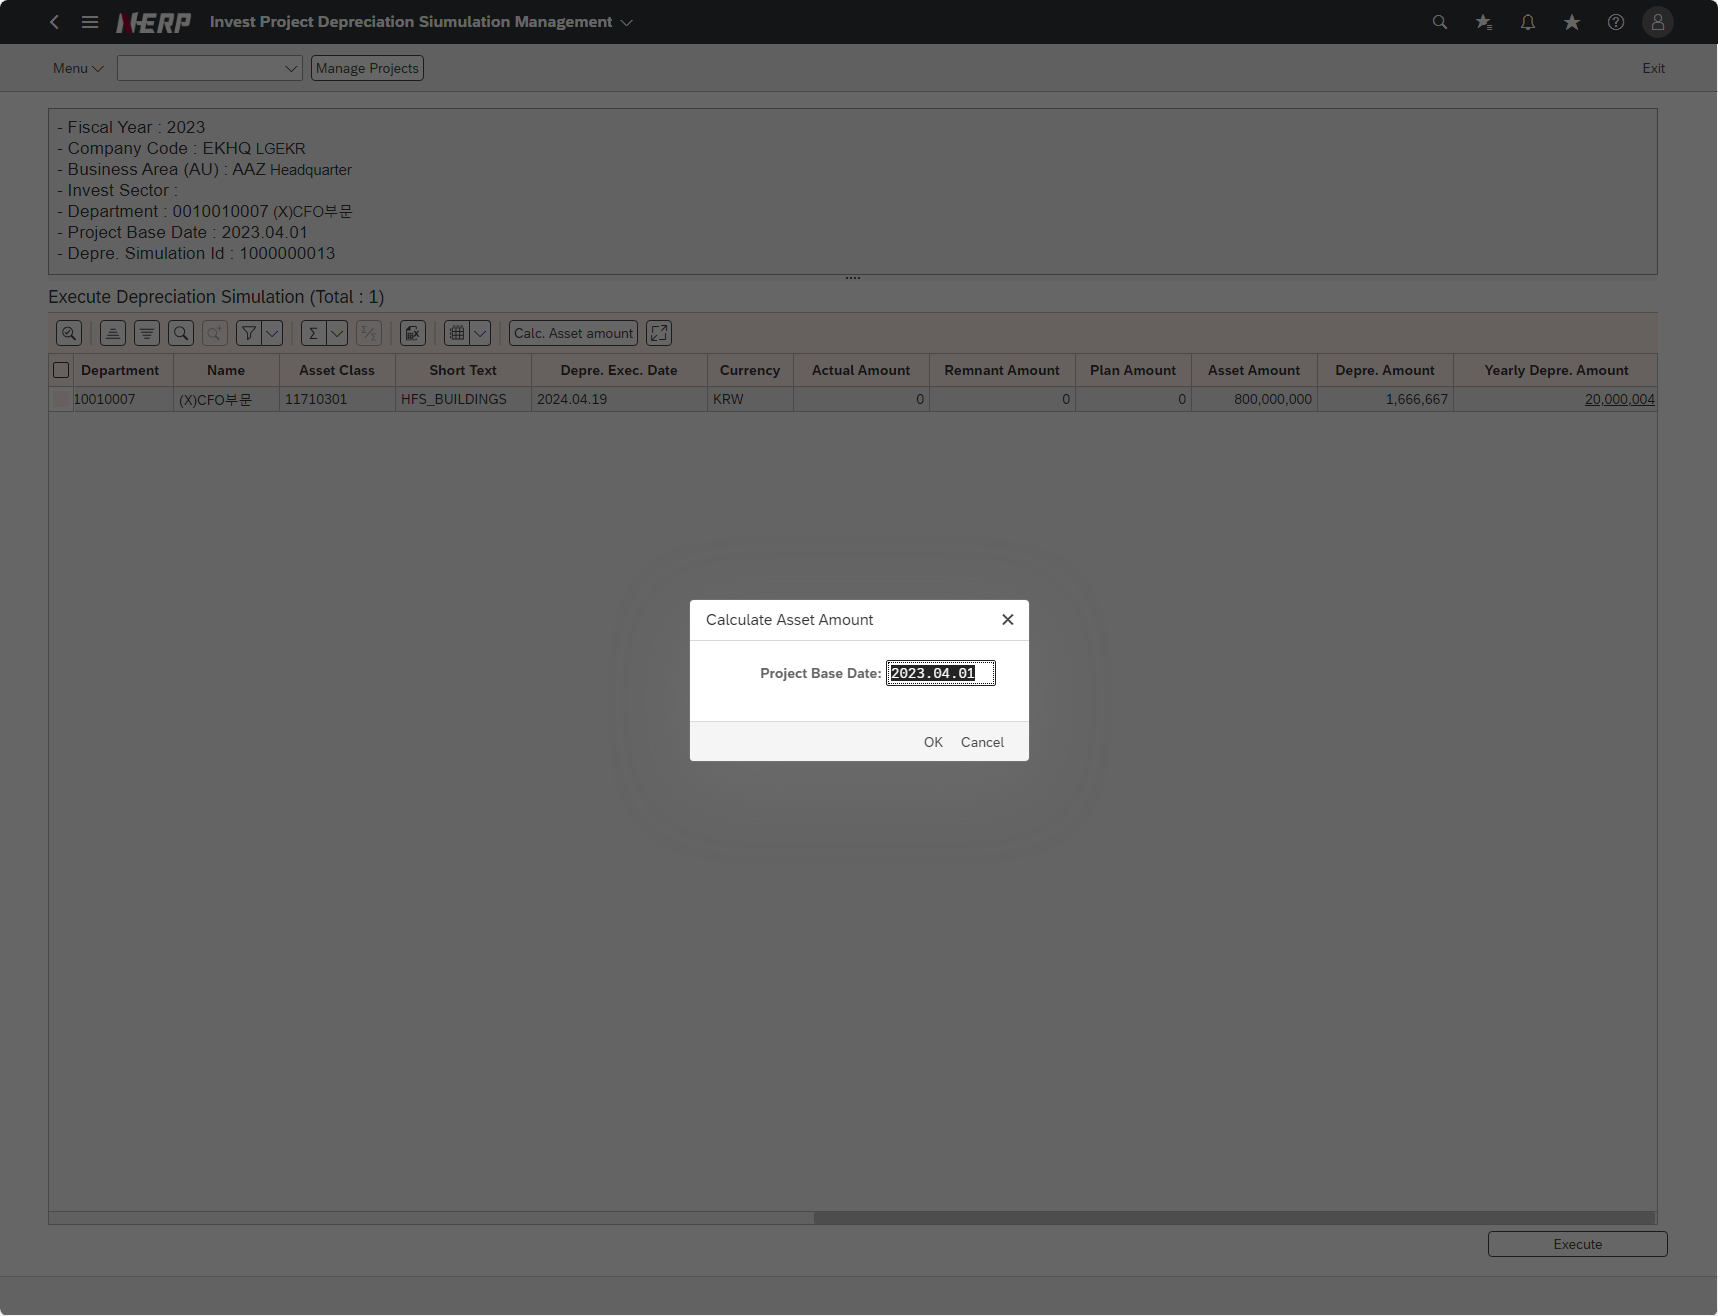 NERP Invest Project Depreciation Siumulation Management
Menu Manage Projects Exit
- Fiscal Year : 2023
- Company Code : EKHQ LGEKR
- Business Area (AU) : AAZ Headquarter
- Invest Sector :
- Department : 0010010007 (X)CFO부문
- Project Base Date : 2023.04.01
- Depre. Simulation Id : 1000000013
Execute Depreciation Simulation (Total : 1)
Calc. Asset amount
Department Name Asset Class Short Text Depre. Exec. Date Currency Actual Amount Remnant Amount Plan Amount Asset Amount Depre. Amount Yearly Depre. Amount
10010007 (X)CFO부문 11710301 HFS_BUILDINGS 2024.04.19 KRW 0 0 0 800,000,000 1,666,667 20,000,004
Calculate Asset Amount
Project Base Date: 2023.04.01
OK Cancel
Execute